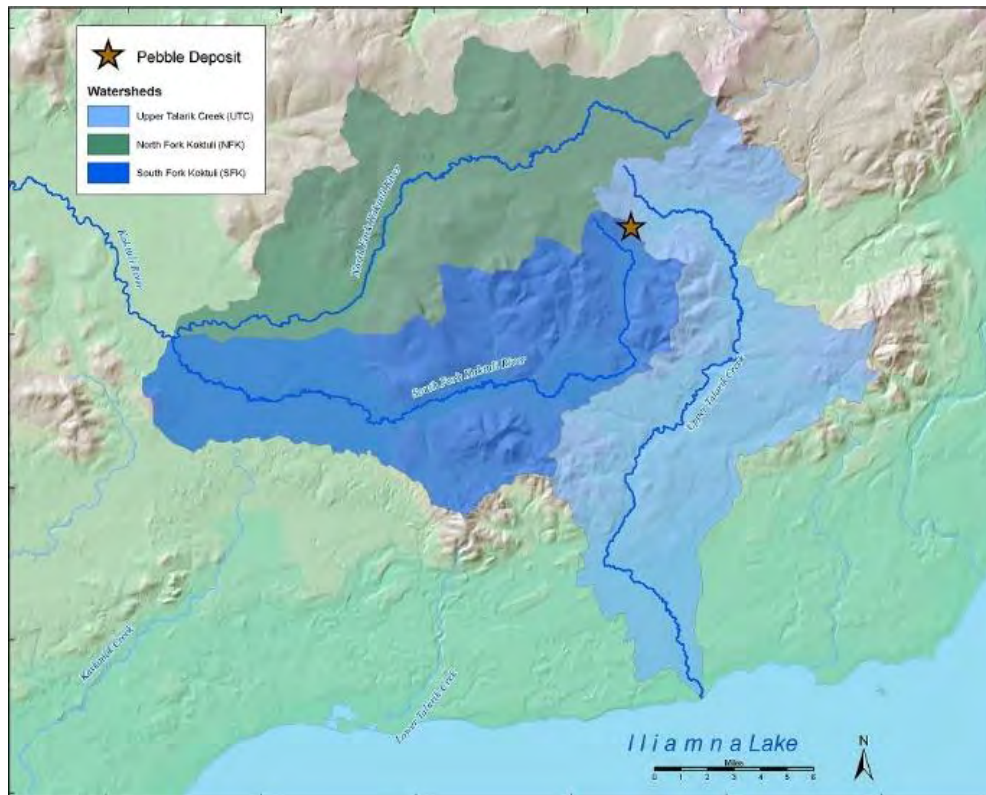 Pebble Deposit
Watersheds
Upper Talarik Creek (UTC)
North Fork Koktuli (NFK)
South Fork Koktuli (SFK)
North Fork Koktuli River
Koktuli River
South Fork Koktuli River
Upper Talarik Creek
Kaskanak Creek
Lower Talarik Creek
Iliamna Lake
N
Miles
0 1 2 3 4 5 6